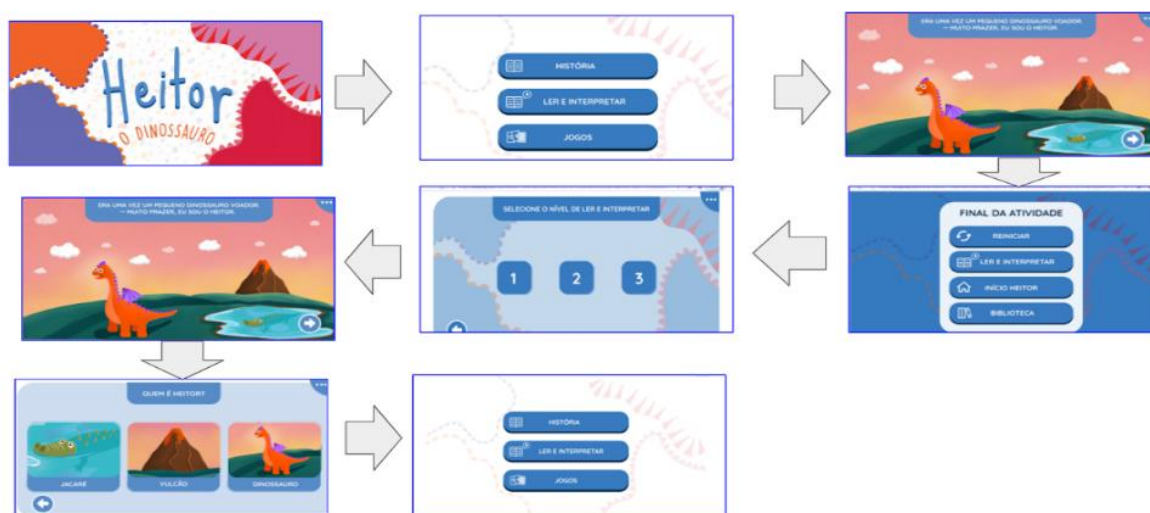 Heitor
O DINOSSAURO
HISTÓRIA
LER E INTERPRETAR
JOGOS
ERA UMA VEZ UM PEQUENO DINOSSAURO VOADOR.
— MUITO PRAZER, EU SOU O HEITOR.
FINAL DA ATIVIDADE
REINICIAR
LER E INTERPRETAR
INÍCIO HEITOR
BIBLIOTECA
SELECIONE O NÍVEL DE LER E INTERPRETAR
1 2 3
ERA UMA VEZ UM PEQUENO DINOSSAURO VOADOR.
— MUITO PRAZER, EU SOU O HEITOR.
QUEM É HEITOR?
JACARÉ VULCÃO DINOSSAURO
HISTÓRIA
LER E INTERPRETAR
JOGOS